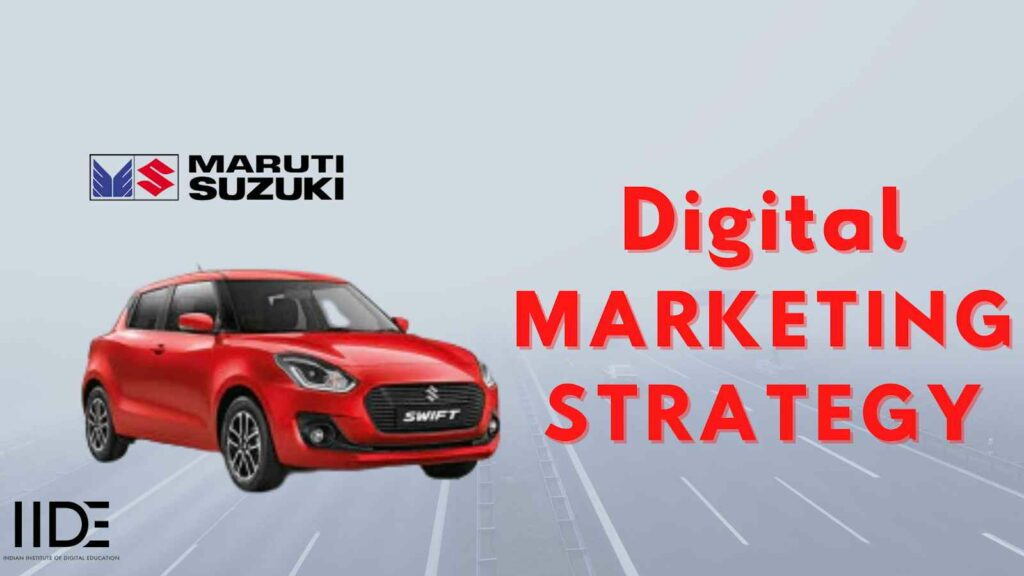 MARUTI
SUZUKI
Digital
MARKETING
STRATEGY
SWIFT
IIDE
INDIAN INSTITUTE OF DIGITAL EDUCATION